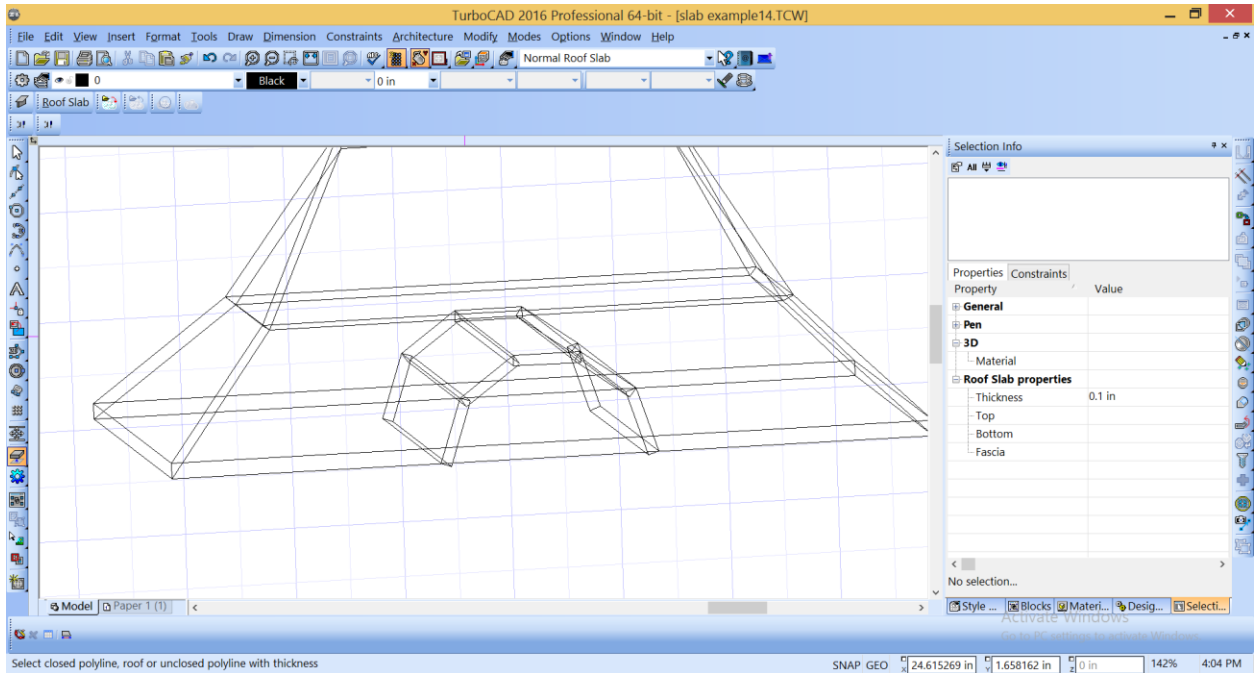 TurboCAD 2016 Professional 64-bit - [slab example14.TCW]
File Edit View Insert Format Tools Draw Dimension Constraints Architecture Modify Modes Options Window Help
Normal Roof Slab
0 Black 0 in
Roof Slab
Selection Info
All
Properties Constraints
Property Value
General
Pen
3D
Material
Roof Slab properties
Thickness 0.1 in
Top
Bottom
Fascia
No selection...
Model Paper 1 (1)
Style ... Blocks Materi... Desig... Selecti...
Activate Windows
Go to PC settings to activate Windows.
Select closed polyline, roof or unclosed polyline with thickness
SNAP GEO x 24.615269 in y 1.658162 in z 0 in 142% 4:04 PM